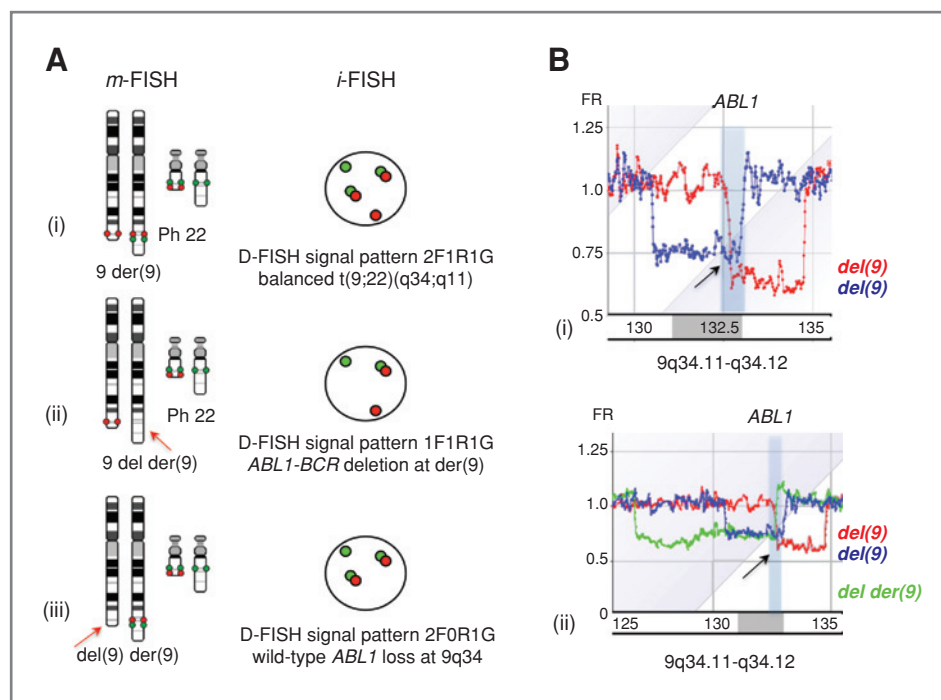 A
m-FISH
i-FISH
(i)
Ph 22
9 der(9)
D-FISH signal pattern 2F1R1G
balanced t(9;22)(q34;q11)
(ii)
Ph 22
9 del der(9)
D-FISH signal pattern 1F1R1G
ABL1-BCR deletion at der(9)
(iii)
del(9) der(9)
D-FISH signal pattern 2F0R1G
wild-type ABL1 loss at 9q34
B
FR
ABL1
1.25
1.0
0.75
0.5
del(9)
del(9)
(i)
130
132.5
135
9q34.11-q34.12
FR
ABL1
1.25
1.0
0.5
0
del(9)
del(9)
del der(9)
(ii)
125
130
135
9q34.11-q34.12